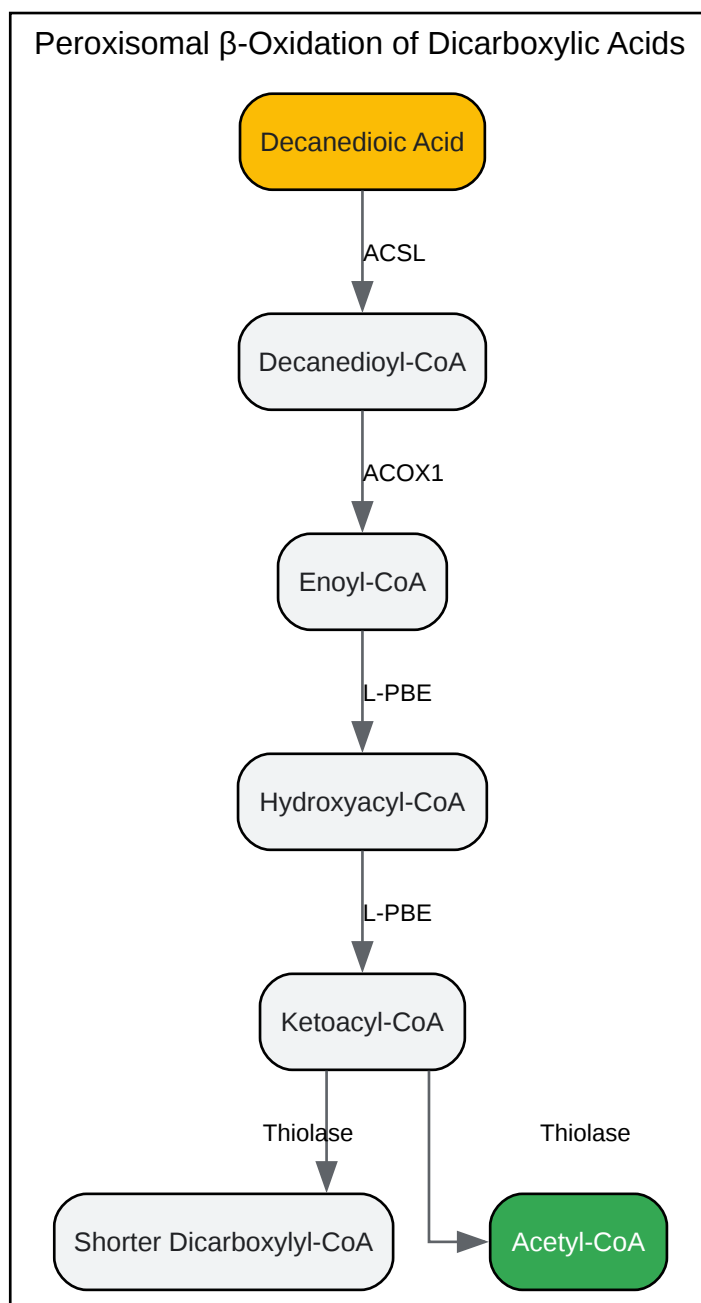 Peroxisomal β-Oxidation of Dicarboxylic Acids
Decanedioic Acid
ACSL
Decanedioyl-CoA
ACOX1
Enoyl-CoA
L-PBE
Hydroxyacyl-CoA
L-PBE
Ketoacyl-CoA
Thiolase
Thiolase
Shorter Dicarboxylyl-CoA
Acetyl-CoA